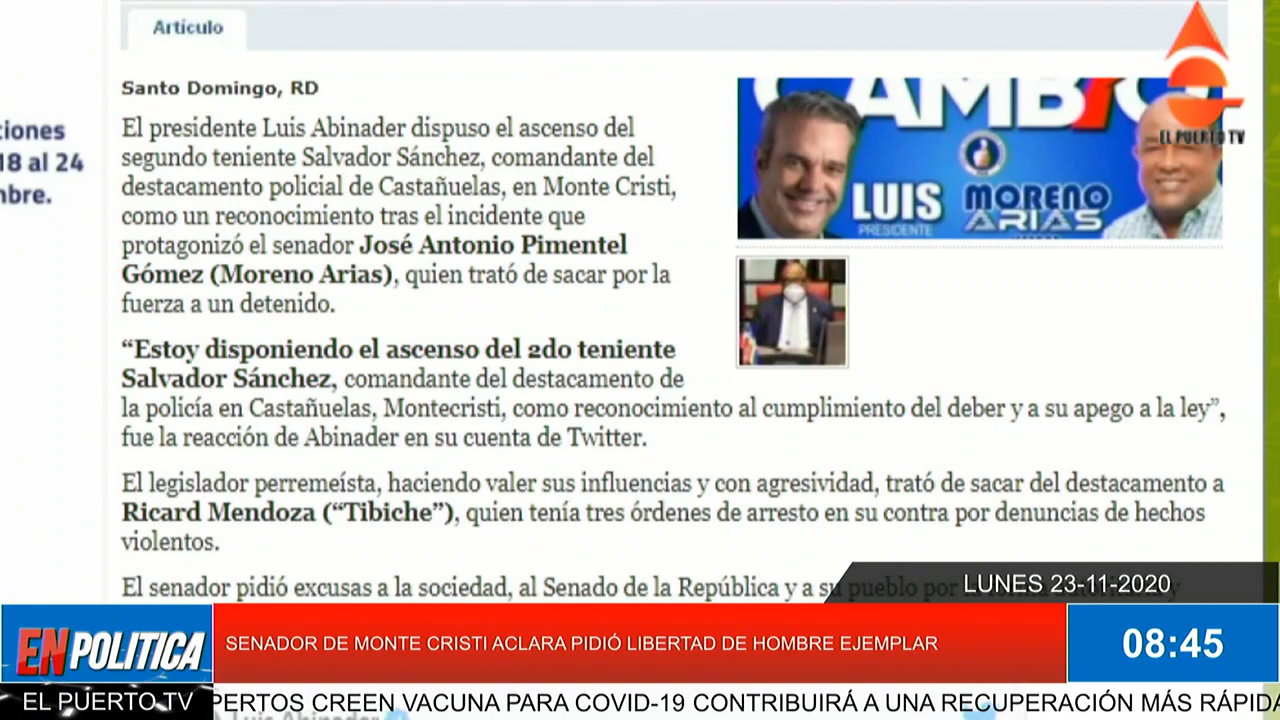 Artículo
ciones
18 al 24
mbre.
Santo Domingo, RD
El presidente Luis Abinader dispuso el ascenso del
segundo teniente Salvador Sánchez, comandante del
destacamento policial de Castañuelas, en Monte Cristi,
como un reconocimiento tras el incidente que
protagonizó el senador José Antonio Pimentel
Gómez (Moreno Arias), quien trató de sacar por la
fuerza a un detenido.
CAMBIO
LUIS
PRESIDENTE
MORENO
ARIAS
EL PUERTO TV
“Estoy disponiendo el ascenso del 2do teniente
Salvador Sánchez, comandante del destacamento de
la policía en Castañuelas, Montecristi, como reconocimiento al cumplimiento del deber y a su apego a la ley”,
fue la reacción de Abinader en su cuenta de Twitter.
El legislador perremeísta, haciendo valer sus influencias y con agresividad, trató de sacar del destacamento a
Ricard Mendoza (“Tibiche”), quien tenía tres órdenes de arresto en su contra por denuncias de hechos
violentos.
El senador pidió excusas a la sociedad, al Senado de la República y a su pueblo por
LUNES 23-11-2020
EN POLITICA
SENADOR DE MONTE CRISTI ACLARA PIDIÓ LIBERTAD DE HOMBRE EJEMPLAR
08:45
EL PUERTO TV
PERTOS CREEN VACUNA PARA COVID-19 CONTRIBUIRÁ A UNA RECUPERACIÓN MÁS RÁPIDA
Luis Abinader